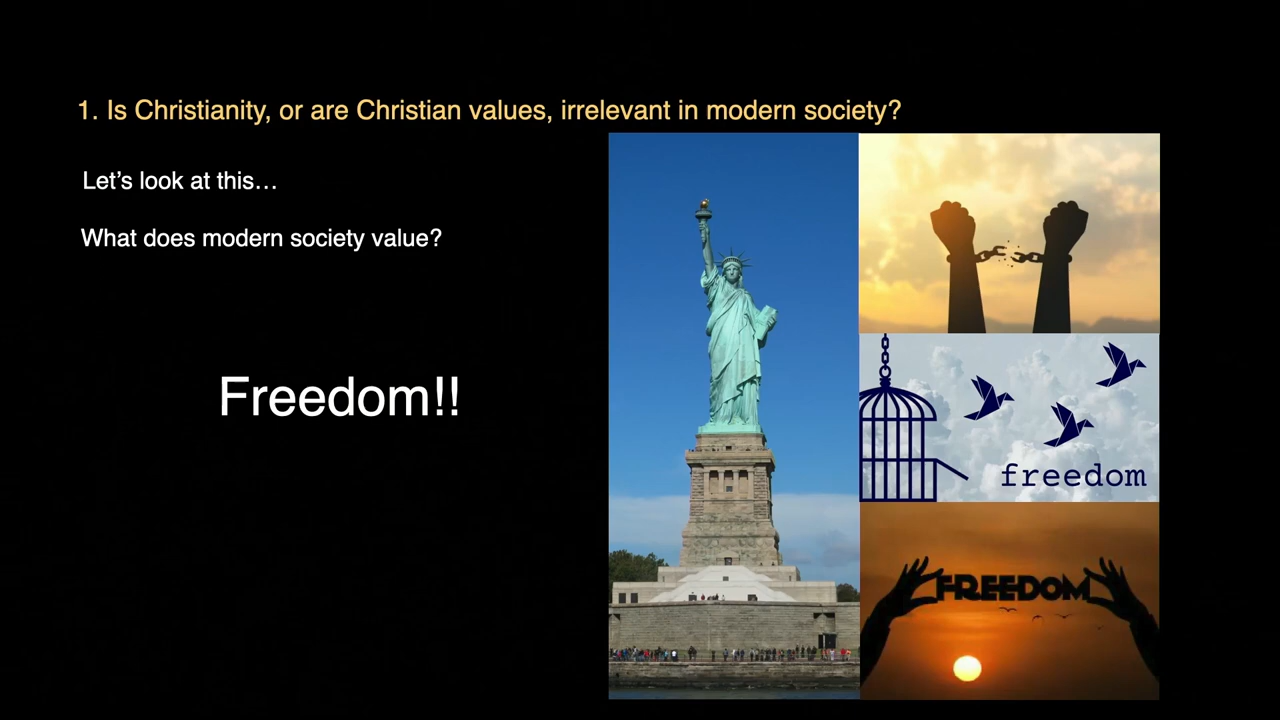 1. Is Christianity, or are Christian values, irrelevant in modern society?
Let’s look at this…
What does modern society value?
Freedom!!
freedom
FREEDOM